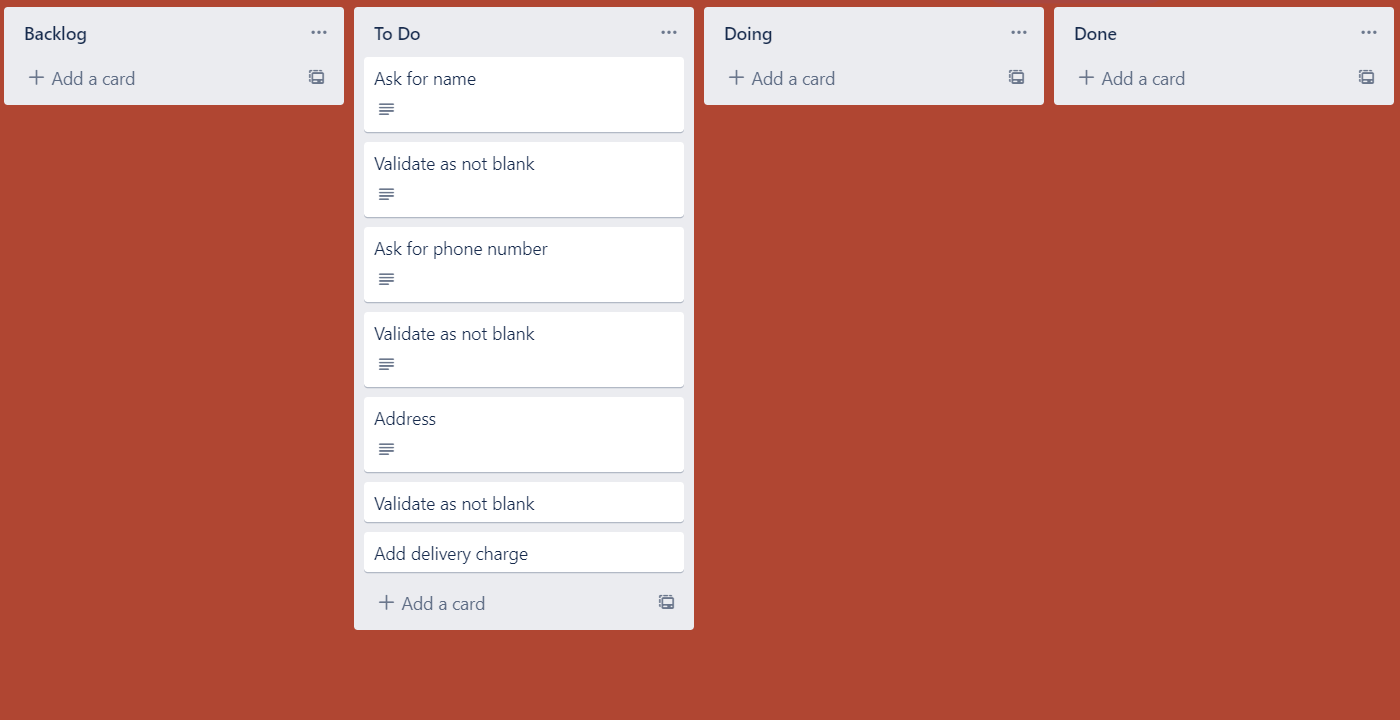 Backlog
Add a card
To Do
Ask for name
Validate as not blank
Ask for phone number
Validate as not blank
Address
Validate as not blank
Add delivery charge
Add a card
Doing
Add a card
Done
Add a card